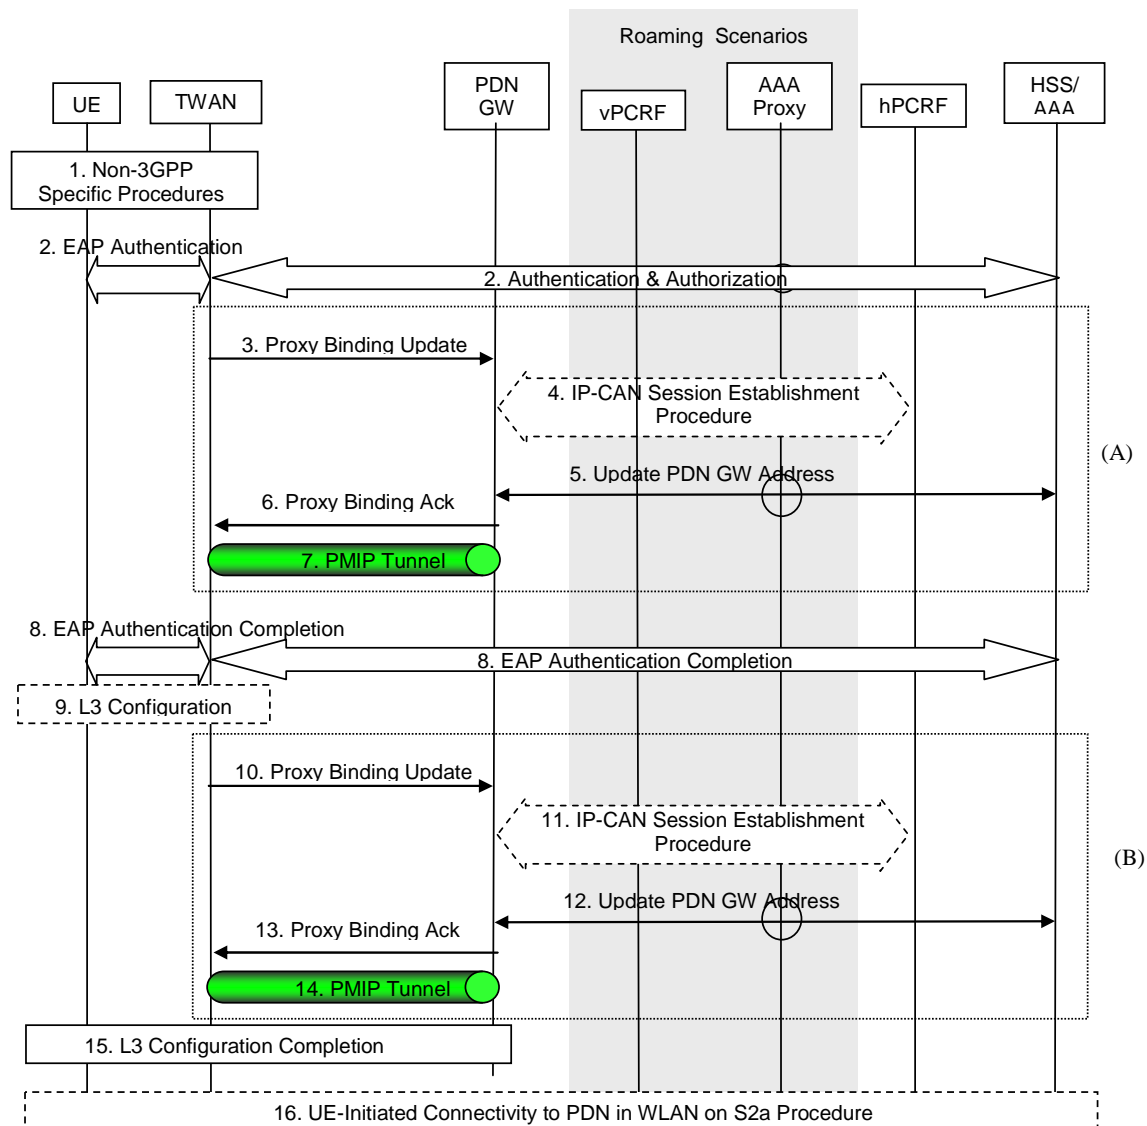 Roaming Scenarios
UE
TWAN
PDN
GW
vPCRF
AAA
Proxy
hPCRF
HSS/
AAA
1. Non-3GPP
Specific Procedures
2. EAP Authentication
2. Authentication & Authorization
3. Proxy Binding Update
4. IP-CAN Session Establishment
Procedure
(A)
5. Update PDN GW Address
6. Proxy Binding Ack
7. PMIP Tunnel
8. EAP Authentication Completion
8. EAP Authentication Completion
9. L3 Configuration
10. Proxy Binding Update
11. IP-CAN Session Establishment
Procedure
(B)
12. Update PDN GW Address
13. Proxy Binding Ack
14. PMIP Tunnel
15. L3 Configuration Completion
16. UE-Initiated Connectivity to PDN in WLAN on S2a Procedure